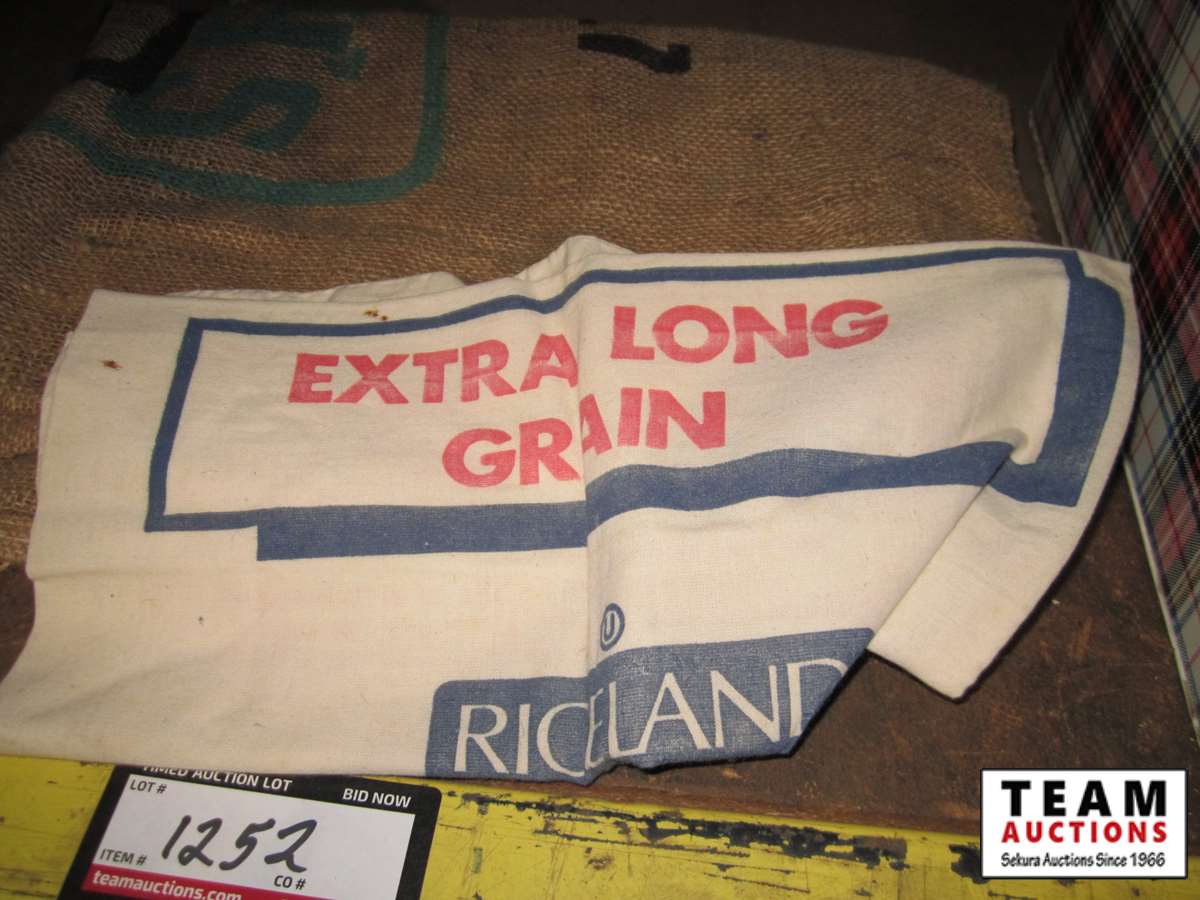 EXTRA LONG
GRAIN
U
RICELAND
TIMED AUCTION LOT
LOT # BID NOW
1252
ITEM # CO #
teamauctions.com
TEAM
AUCTIONS
Sekura Auctions Since 1966